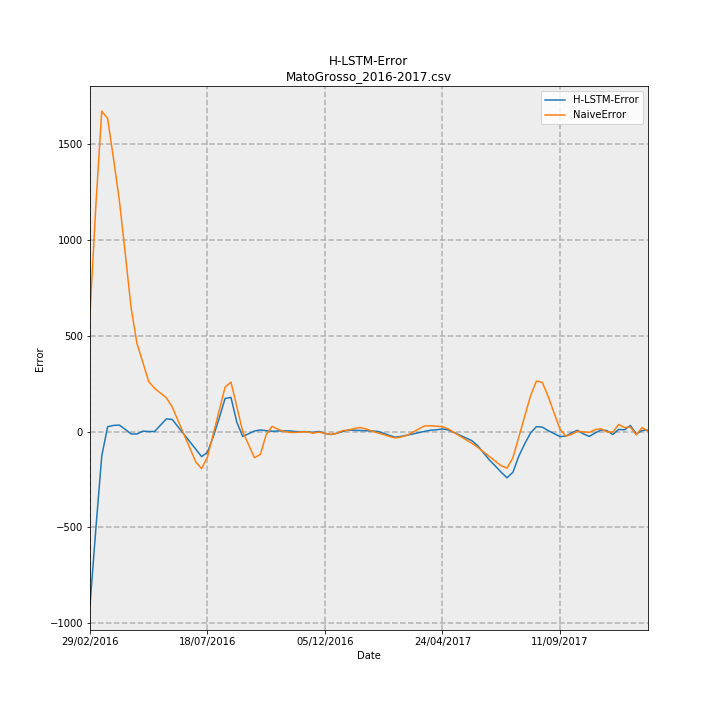 H-LSTM-Error
MatoGrosso_2016-2017.csv
H-LSTM-Error
NaiveError
1500
1000
500
0
−500
−1000
Error
29/02/2016 18/07/2016 05/12/2016 24/04/2017 11/09/2017
Date